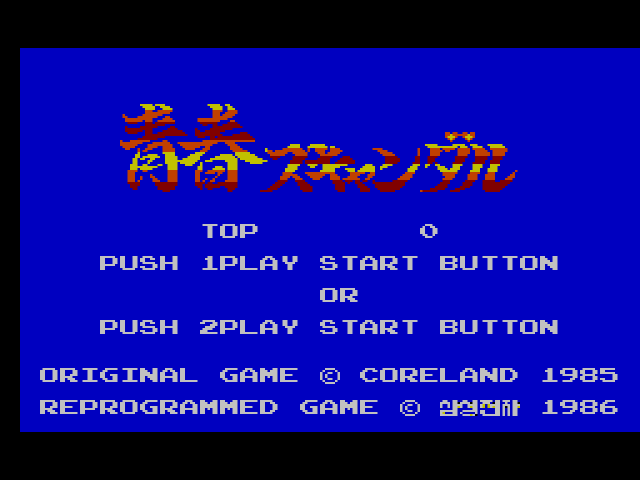 青春スキャンダル
TOP 0
PUSH 1PLAY START BUTTON
OR
PUSH 2PLAY START BUTTON
ORIGINAL GAME © CORELAND 1985
REPROGRAMMED GAME © 삼성전자 1986